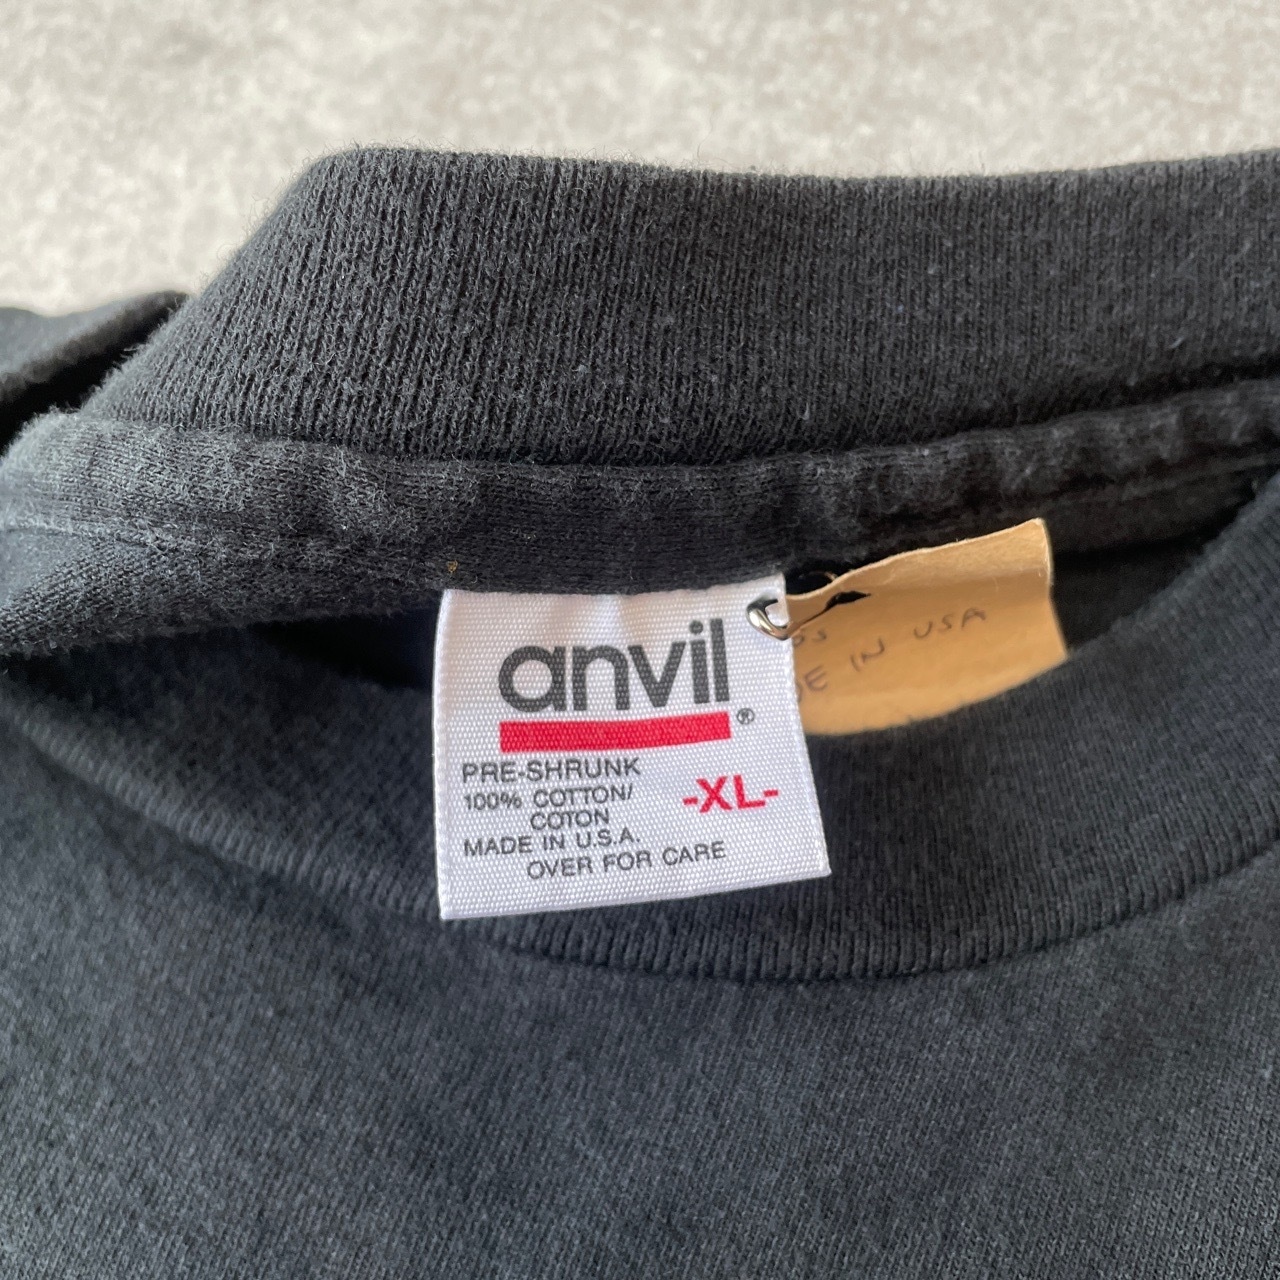 anvil
®
PRE-SHRUNK
100% COTTON/
COTON
-XL-
MADE IN U.S.A.
OVER FOR CARE
IN USA